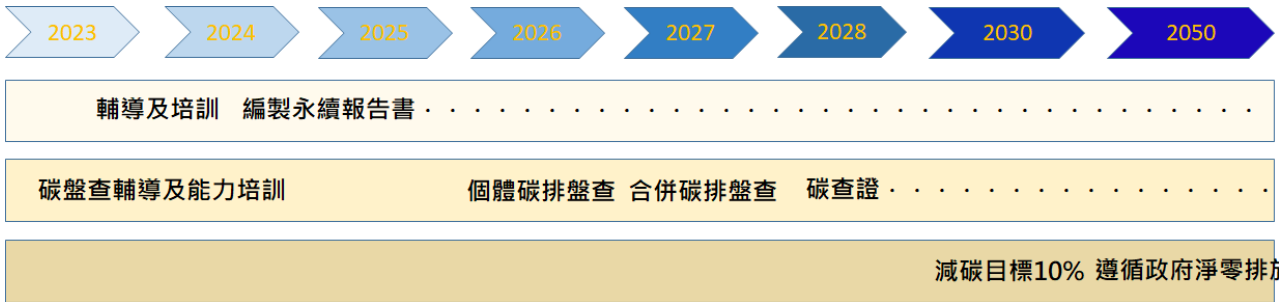 2023 2024 2025 2026 2027 2028 2030 2050
輔導及培訓 編製永續報告書 · · · · · · · · · · · · · · · · · · · · · · · · · · · · · · · · · ·
碳盤查輔導及能力培訓 個體碳排盤查 合併碳排盤查 碳查證 · · · · · · · · · · · · · · · ·
減碳目標10% 遵循政府淨零排